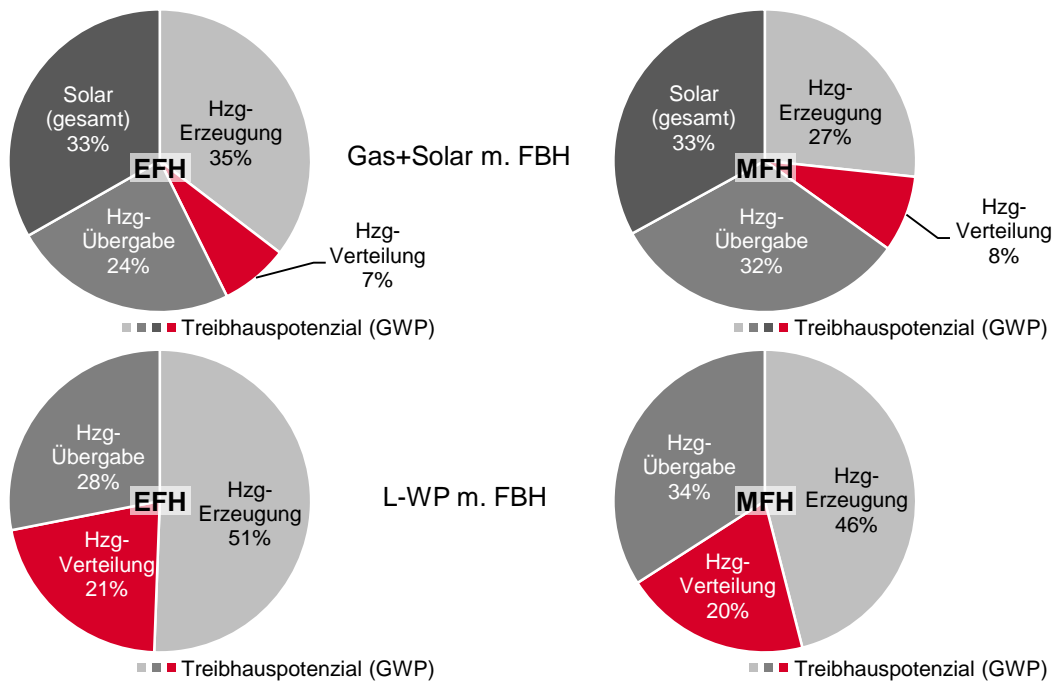 Solar
(gesamt)
33%
Hzg-
Erzeugung
35%
EFH
Hzg-
Übergabe
24%
Hzg-
Verteilung
7%
Treibhauspotenzial (GWP)
Gas+Solar m. FBH
Solar
(gesamt)
33%
Hzg-
Erzeugung
27%
MFH
Hzg-
Übergabe
32%
Hzg-
Verteilung
8%
Treibhauspotenzial (GWP)
Hzg-
Übergabe
28%
EFH
Hzg-
Erzeugung
51%
Hzg-
Verteilung
21%
Treibhauspotenzial (GWP)
L-WP m. FBH
Hzg-
Übergabe
34%
MFH
Hzg-
Erzeugung
46%
Hzg-
Verteilung
20%
Treibhauspotenzial (GWP)